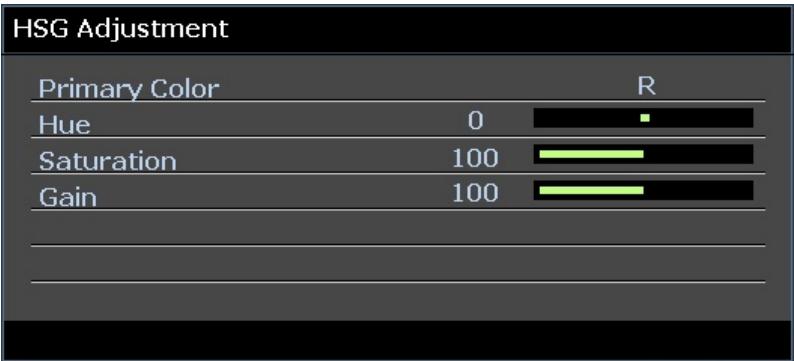 HSG Adjustment
Primary Color R
Hue 0
Saturation 100
Gain 100